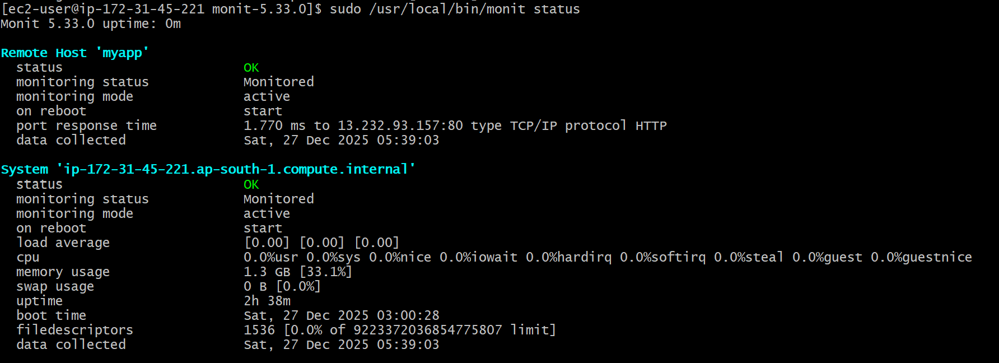 [ec2-user@ip-172-31-45-221 monit-5.33.0]$ sudo /usr/local/bin/monit status
Monit 5.33.0 uptime: 0m
Remote Host 'myapp'
status OK
monitoring status Monitored
monitoring mode active
on reboot start
port response time 1.770 ms to 13.232.93.157:80 type TCP/IP protocol HTTP
data collected Sat, 27 Dec 2025 05:39:03
System 'ip-172-31-45-221.ap-south-1.compute.internal'
status OK
monitoring status Monitored
monitoring mode active
on reboot start
load average [0.00] [0.00] [0.00]
cpu 0.0%usr 0.0%sys 0.0%nice 0.0%iowait 0.0%hardirq 0.0%softirq 0.0%steal 0.0%guest 0.0%guestnice
memory usage 1.3 GB [33.1%]
swap usage 0 B [0.0%]
uptime 2h 38m
boot time Sat, 27 Dec 2025 03:00:28
filedescriptors 1536 [0.0% of 9223372036854775807 limit]
data collected Sat, 27 Dec 2025 05:39:03